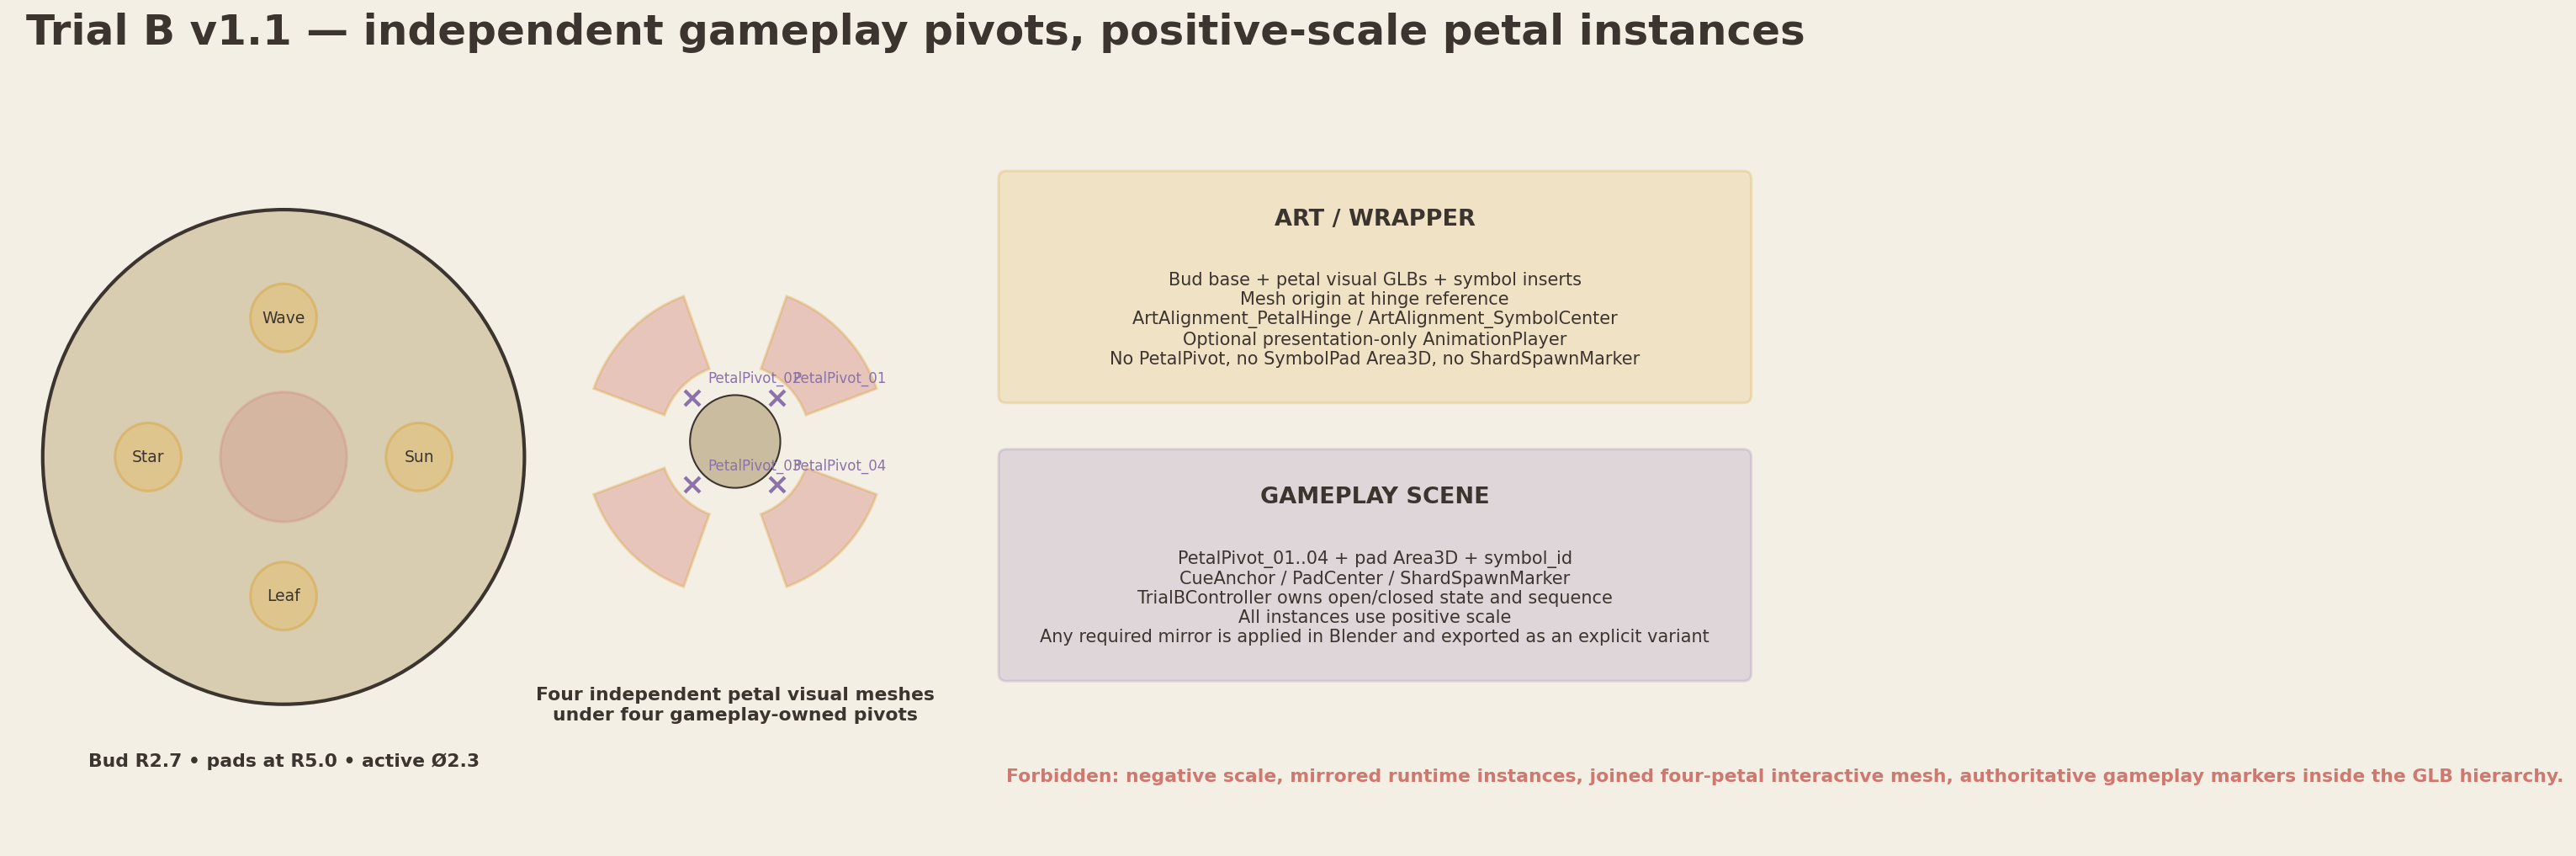 Trial B v1.1 — independent gameplay pivots, positive-scale petal instances
Wave
Star
Sun
Leaf
Bud R2.7 • pads at R5.0 • active Ø2.3
PetalPivot_02
PetalPivot_01
PetalPivot_03
PetalPivot_04
Four independent petal visual meshes
under four gameplay-owned pivots
ART / WRAPPER
Bud base + petal visual GLBs + symbol inserts
Mesh origin at hinge reference
ArtAlignment_PetalHinge / ArtAlignment_SymbolCenter
Optional presentation-only AnimationPlayer
No PetalPivot, no SymbolPad Area3D, no ShardSpawnMarker
GAMEPLAY SCENE
PetalPivot_01..04 + pad Area3D + symbol_id
CueAnchor / PadCenter / ShardSpawnMarker
TrialBController owns open/closed state and sequence
All instances use positive scale
Any required mirror is applied in Blender and exported as an explicit variant
Forbidden: negative scale, mirrored runtime instances, joined four-petal interactive mesh, authoritative gameplay markers inside the GLB hierarchy.